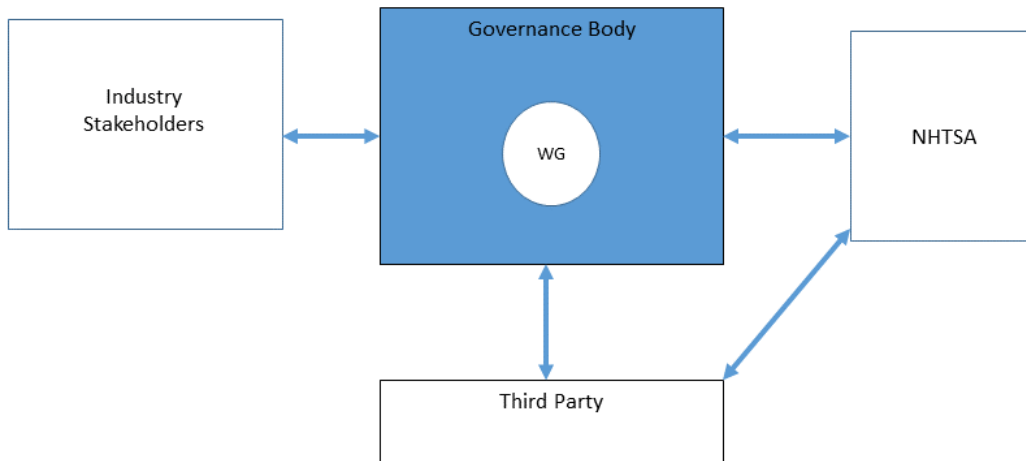 Governance Body
Industry
Stakeholders
WG
NHTSA
Third Party